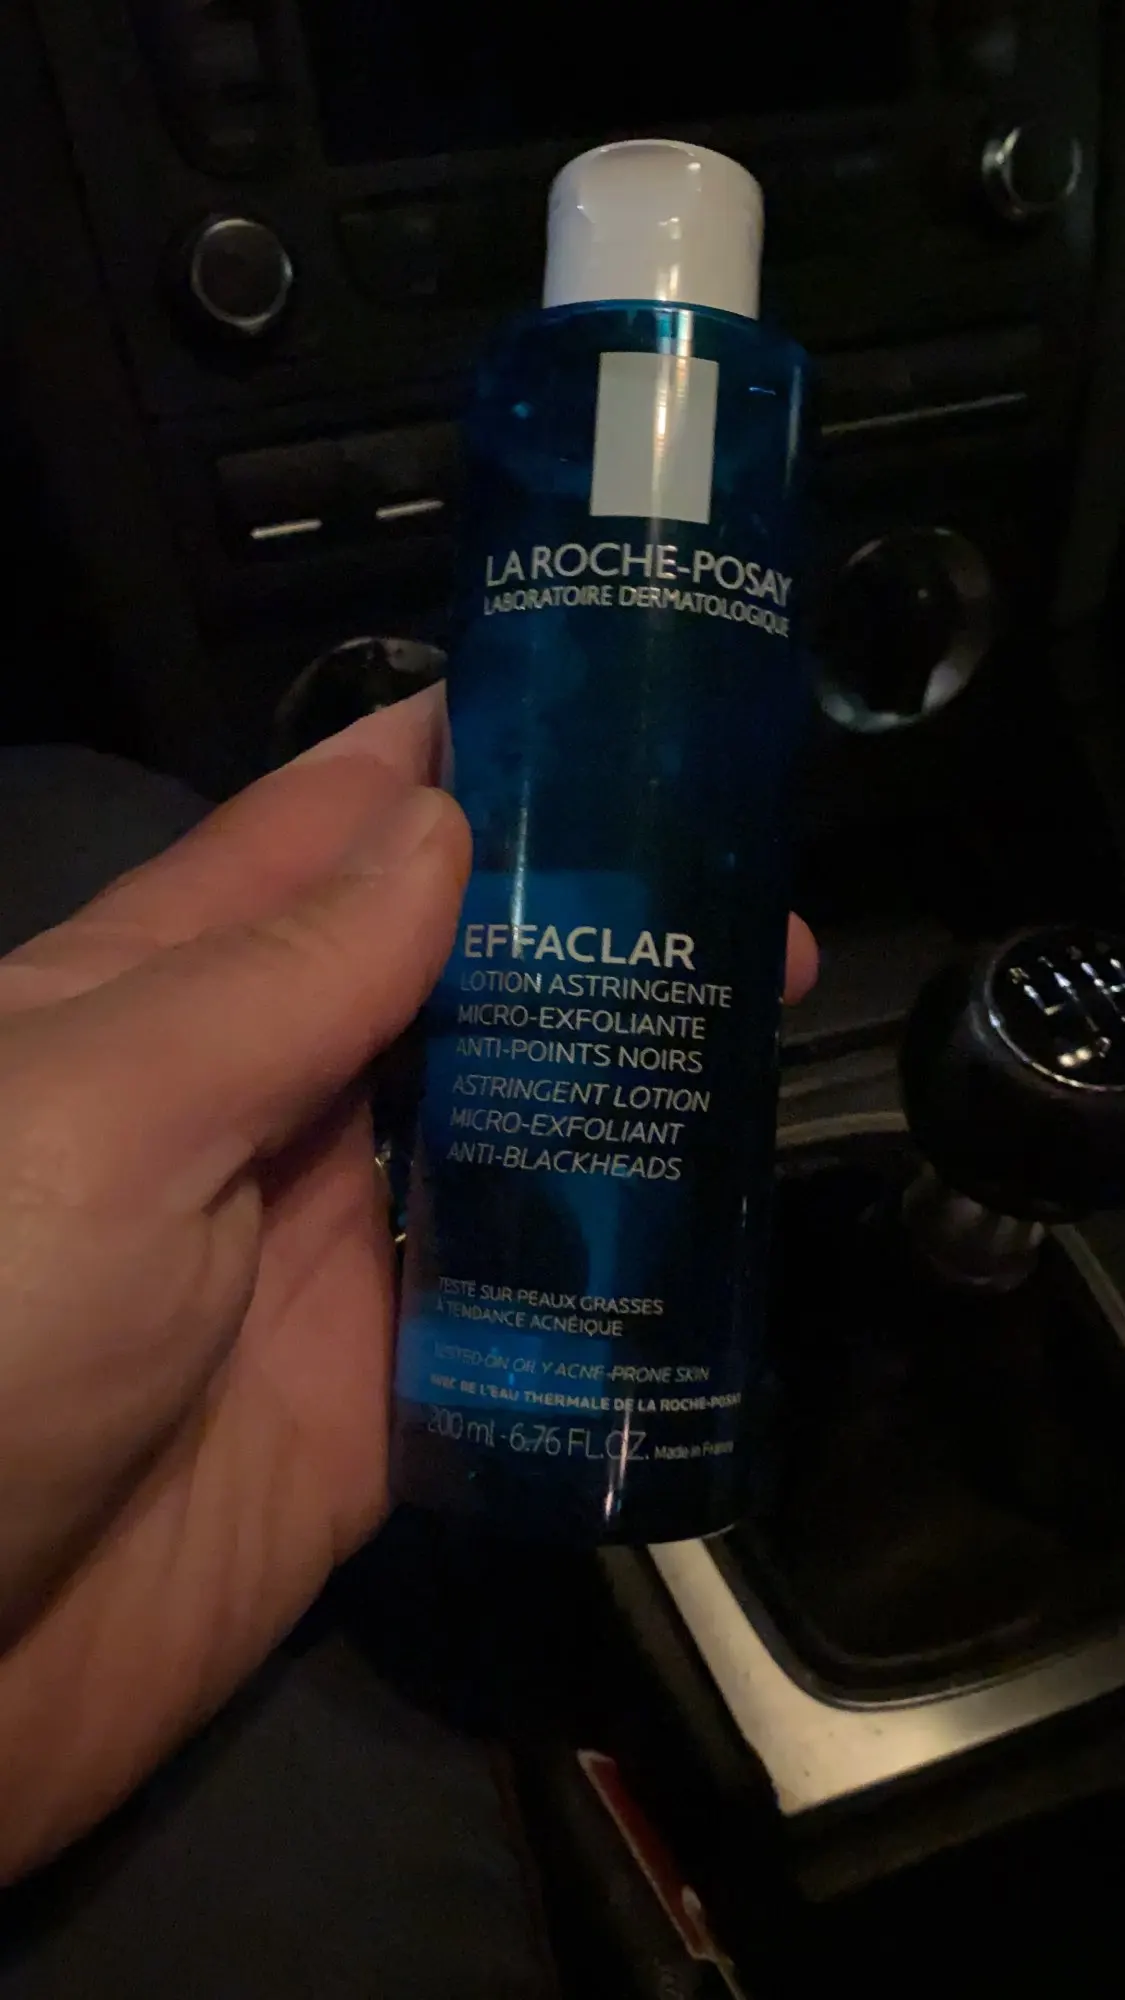 LA ROCHE-POSAY
LABORATOIRE DERMATOLOGIQUE
EFFACLAR
LOTION ASTRINGENTE
MICRO-EXFOLIANTE
ANTI-POINTS NOIRS
ASTRINGENT LOTION
MICRO-EXFOLIANT
ANTI-BLACKHEADS
TESTÉ SUR PEAUX GRASSES
À TENDANCE ACNÉIQUE
TESTED ON OILY ACNE-PRONE SKIN
AVEC DE L'EAU THERMALE DE LA ROCHE-POSAY
200 ml - 6.76 FL.OZ. Made in France